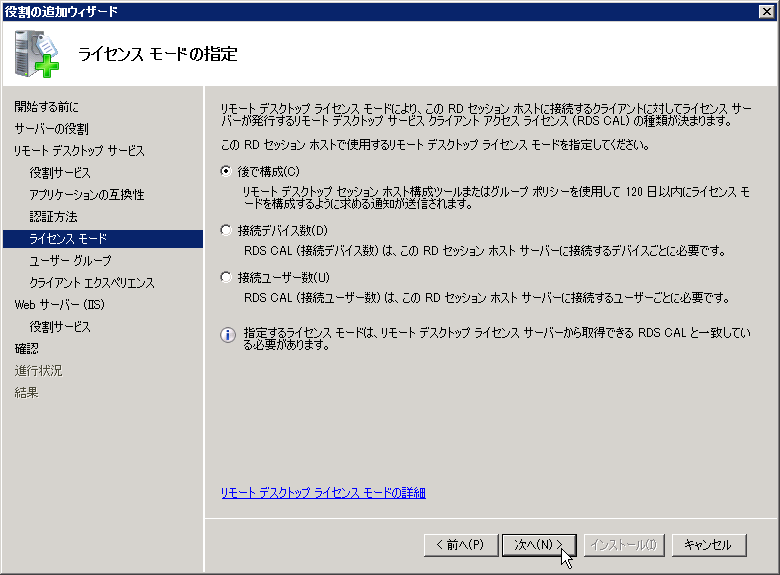 役割の追加ウィザード
ライセンス モードの指定
開始する前に
サーバーの役割
リモート デスクトップ サービス
役割サービス
アプリケーションの互換性
認証方法
ライセンス モード
ユーザー グループ
クライアント エクスペリエンス
Web サーバー (IIS)
役割サービス
確認
進行状況
結果
リモート デスクトップ ライセンス モードにより、この RD セッション ホストに接続するクライアントに対してライセンス サー
バーが発行するリモート デスクトップ サービス クライアント アクセス ライセンス (RDS CAL) の種類が決まります。
この RD セッション ホストで使用するリモート デスクトップ ライセンス モードを指定してください。
後で構成(C)
リモート デスクトップ セッション ホスト構成ツールまたはグループ ポリシーを使用して 120 日以内にライセンス モ
ードを構成するように求める通知が送信されます。
接続デバイス数(D)
RDS CAL (接続デバイス数) は、この RD セッション ホスト サーバーに接続するデバイスごとに必要です。
接続ユーザー数(U)
RDS CAL (接続ユーザー数) は、この RD セッション ホスト サーバーに接続するユーザーごとに必要です。
指定するライセンス モードは、リモート デスクトップ ライセンス サーバーから取得できる RDS CAL と一致してい
る必要があります。
リモート デスクトップ ライセンス モードの詳細
< 前へ(P)
次へ(N) >
インストール(I)
キャンセル